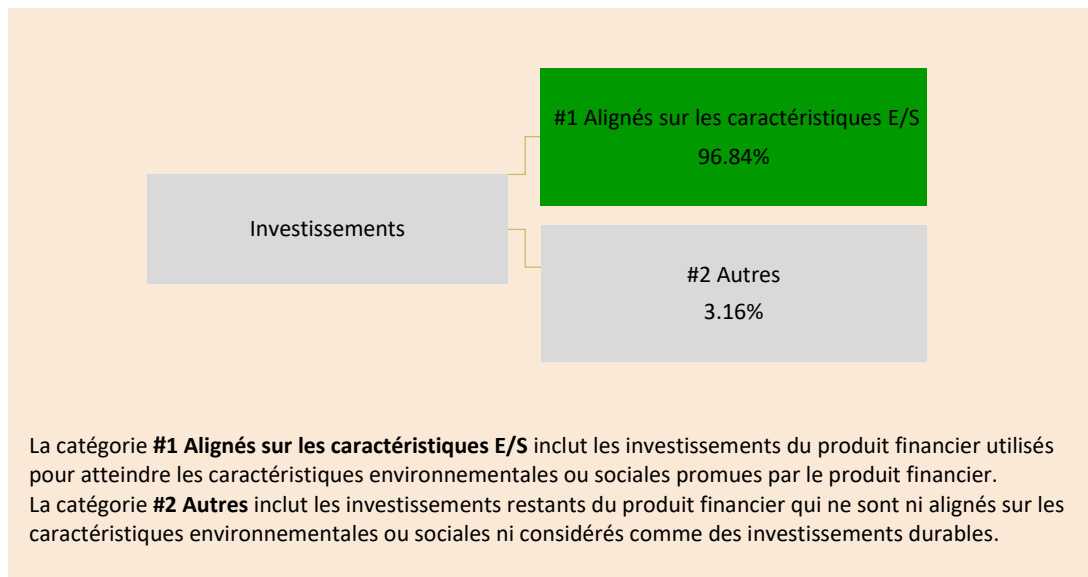 #1 Alignés sur les caractéristiques E/S
96.84%
Investissements
#2 Autres
3.16%
La catégorie #1 Alignés sur les caractéristiques E/S inclut les investissements du produit financier utilisés
pour atteindre les caractéristiques environnementales ou sociales promues par le produit financier.
La catégorie #2 Autres inclut les investissements restants du produit financier qui ne sont ni alignés sur les
caractéristiques environnementales ou sociales ni considérés comme des investissements durables.